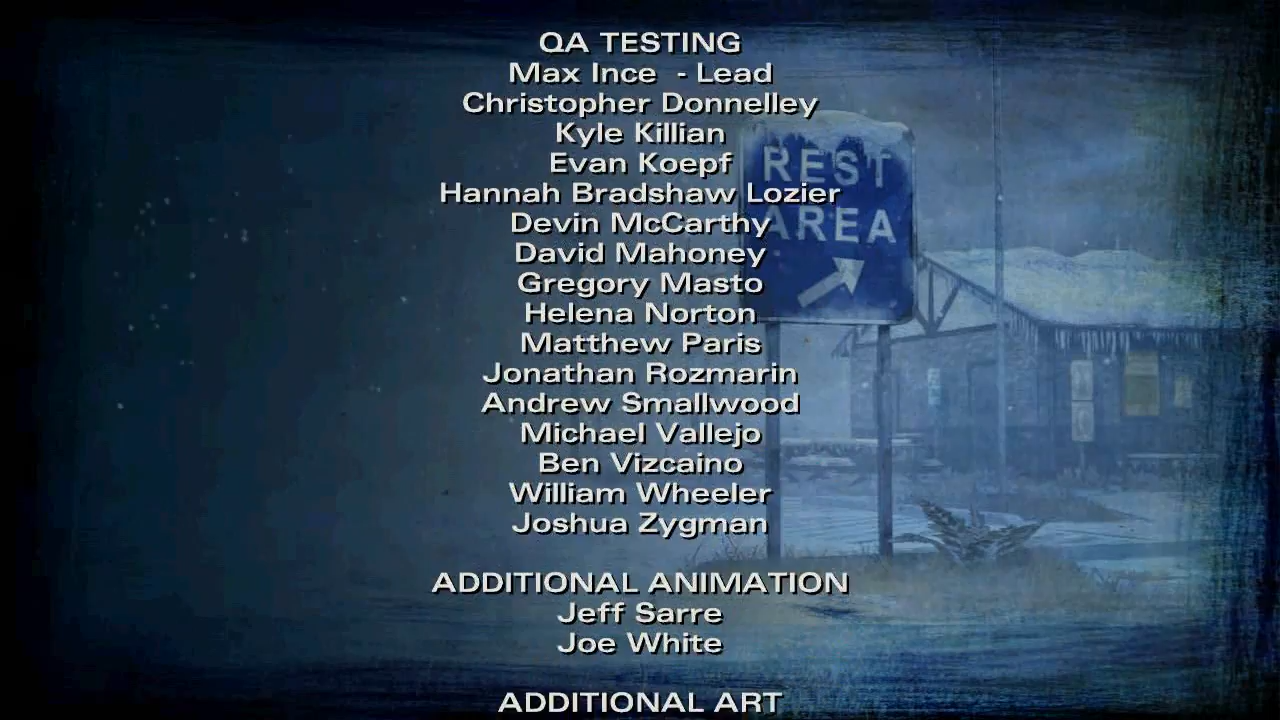 QA TESTING
Max Ince - Lead
Christopher Donnelley
Kyle Killian
Evan Koepf
Hannah Bradshaw Lozier
Devin McCarthy
David Mahoney
Gregory Masto
Helena Norton
Matthew Paris
Jonathan Rozmarin
Andrew Smallwood
Michael Vallejo
Ben Vizcaino
William Wheeler
Joshua Zygman
ADDITIONAL ANIMATION
Jeff Sarre
Joe White
ADDITIONAL ART
REST
AREA